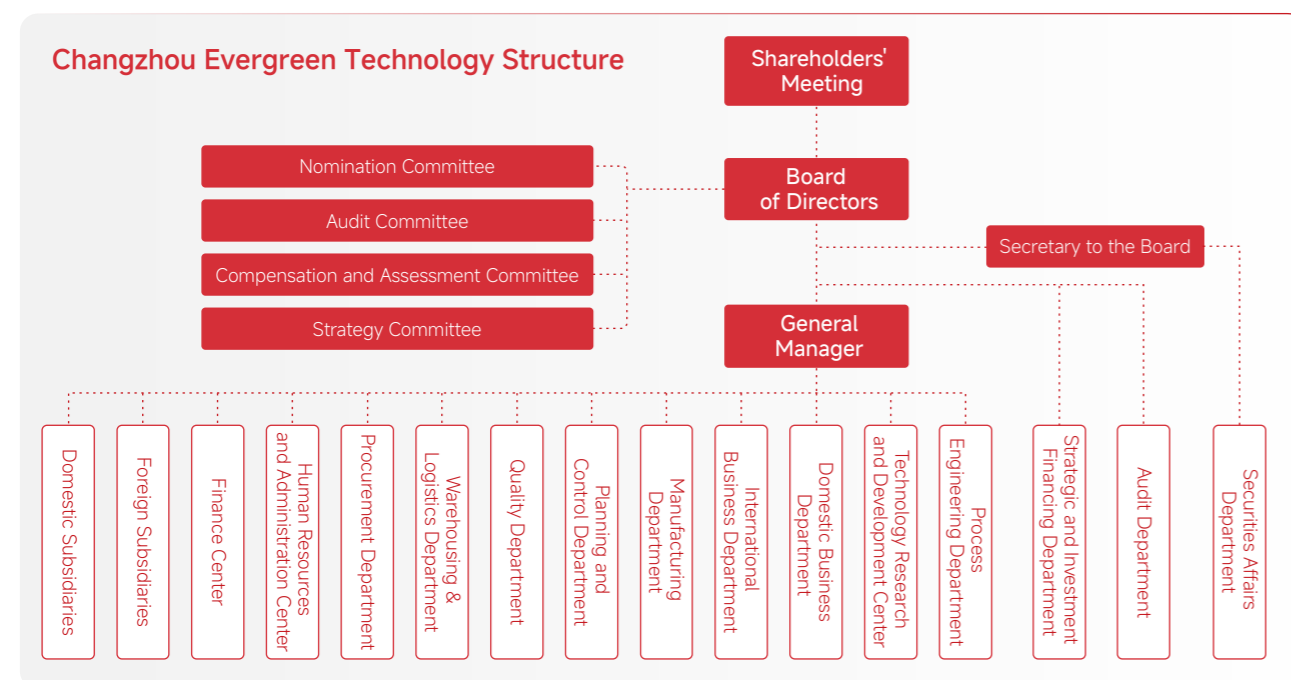 Changzhou Evergreen Technology Structure
Shareholders'
Meeting
Nomination Committee
Audit Committee
Compensation and Assessment Committee
Strategy Committee
Board
of Directors
Secretary to the Board
General
Manager
Domestic Subsidiaries
Foreign Subsidiaries
Finance Center
Human Resources
and Administration Center
Procurement Department
Warehousing &
Logistics Department
Quality Department
Planning and
Control Department
Manufacturing
Department
International
Business Department
Domestic Business
Department
Technology Research
and Development Center
Process
Engineering Department
Strategic and Investment
Financing Department
Audit Department
Securities Affairs
Department